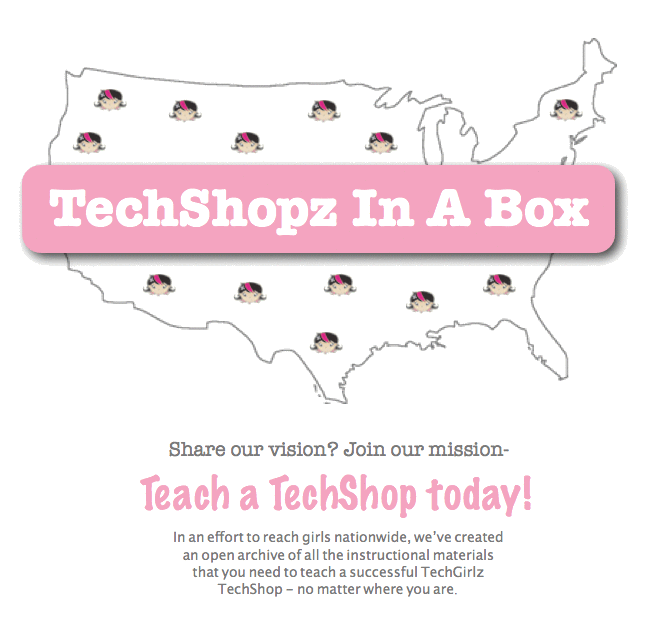 TechShopz In A Box
Share our vision? Join our mission-
Teach a TechShop today!
In an effort to reach girls nationwide, we've created
an open archive of all the instructional materials
that you need to teach a successful TechGirlz
TechShop – no matter where you are.